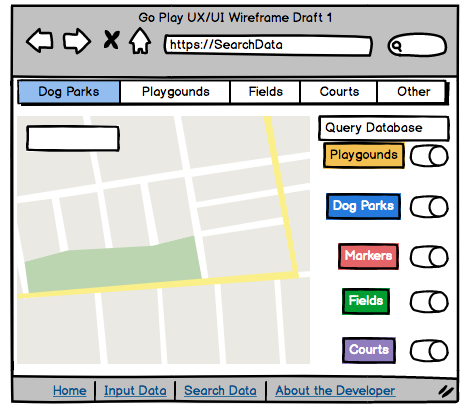 Go Play UX/UI Wireframe Draft 1
https://SearchData
Dog Parks Playgounds Fields Courts Other
Query Database
Playgounds
Dog Parks
Markers
Fields
Courts
Home Input Data Search Data About the Developer